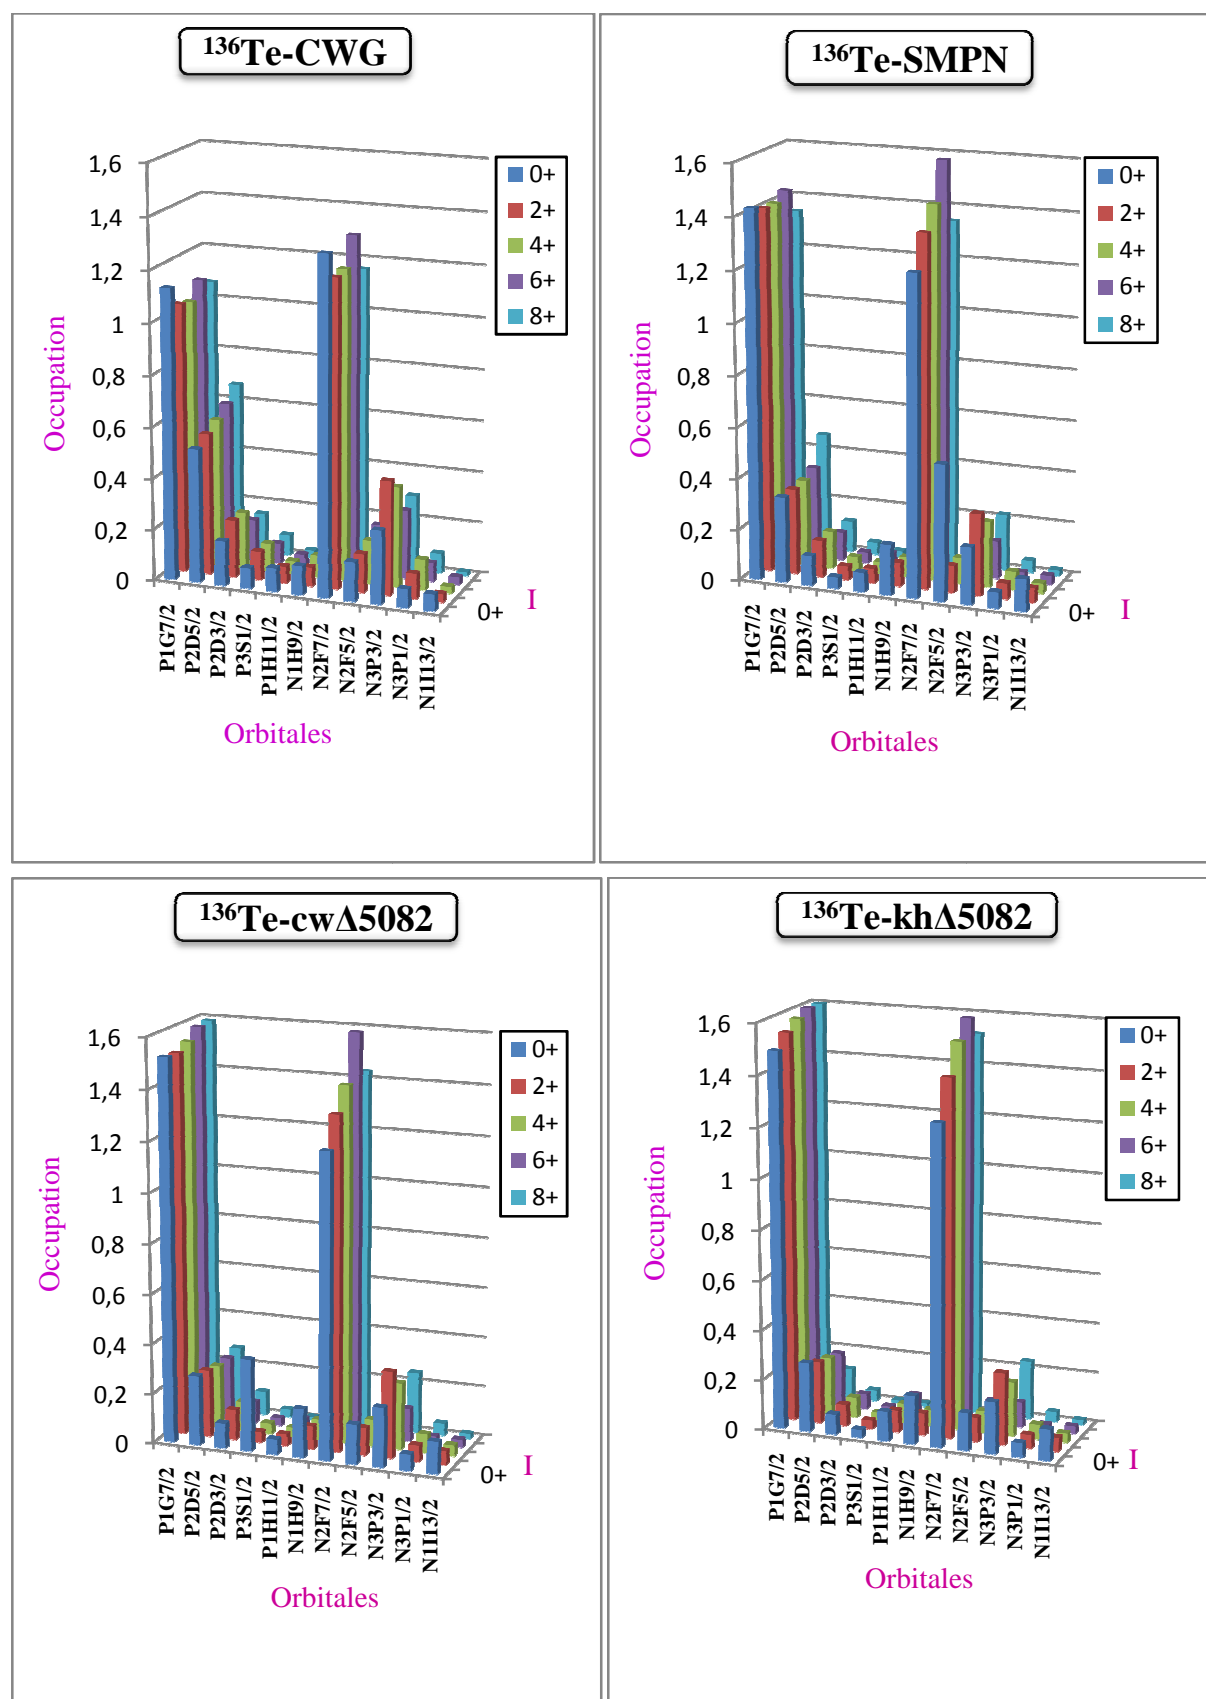 ¹³⁶Te-CWG
Occupation
1,6
1,4
1,2
1
0,8
0,6
0,4
0,2
0
0+
2+
4+
6+
8+
P1G7/2
P2D5/2
P2D3/2
P3S1/2
P1H11/2
N1H9/2
N2F7/2
N2F5/2
N3P3/2
N3P1/2
N1I13/2
0+
I
Orbitales
¹³⁶Te-SMPN
Occupation
1,6
1,4
1,2
1
0,8
0,6
0,4
0,2
0
0+
2+
4+
6+
8+
P1G7/2
P2D5/2
P2D3/2
P3S1/2
P1H11/2
N1H9/2
N2F7/2
N2F5/2
N3P3/2
N3P1/2
N1I13/2
0+
I
Orbitales
¹³⁶Te-cwΔ5082
Occupation
1,6
1,4
1,2
1
0,8
0,6
0,4
0,2
0
0+
2+
4+
6+
8+
P1G7/2
P2D5/2
P2D3/2
P3S1/2
P1H11/2
N1H9/2
N2F7/2
N2F5/2
N3P3/2
N3P1/2
N1I13/2
0+
I
Orbitales
¹³⁶Te-khΔ5082
Occupation
1,6
1,4
1,2
1
0,8
0,6
0,4
0,2
0
0+
2+
4+
6+
8+
P1G7/2
P2D5/2
P2D3/2
P3S1/2
P1H11/2
N1H9/2
N2F7/2
N2F5/2
N3P3/2
N3P1/2
N1I13/2
0+
I
Orbitales